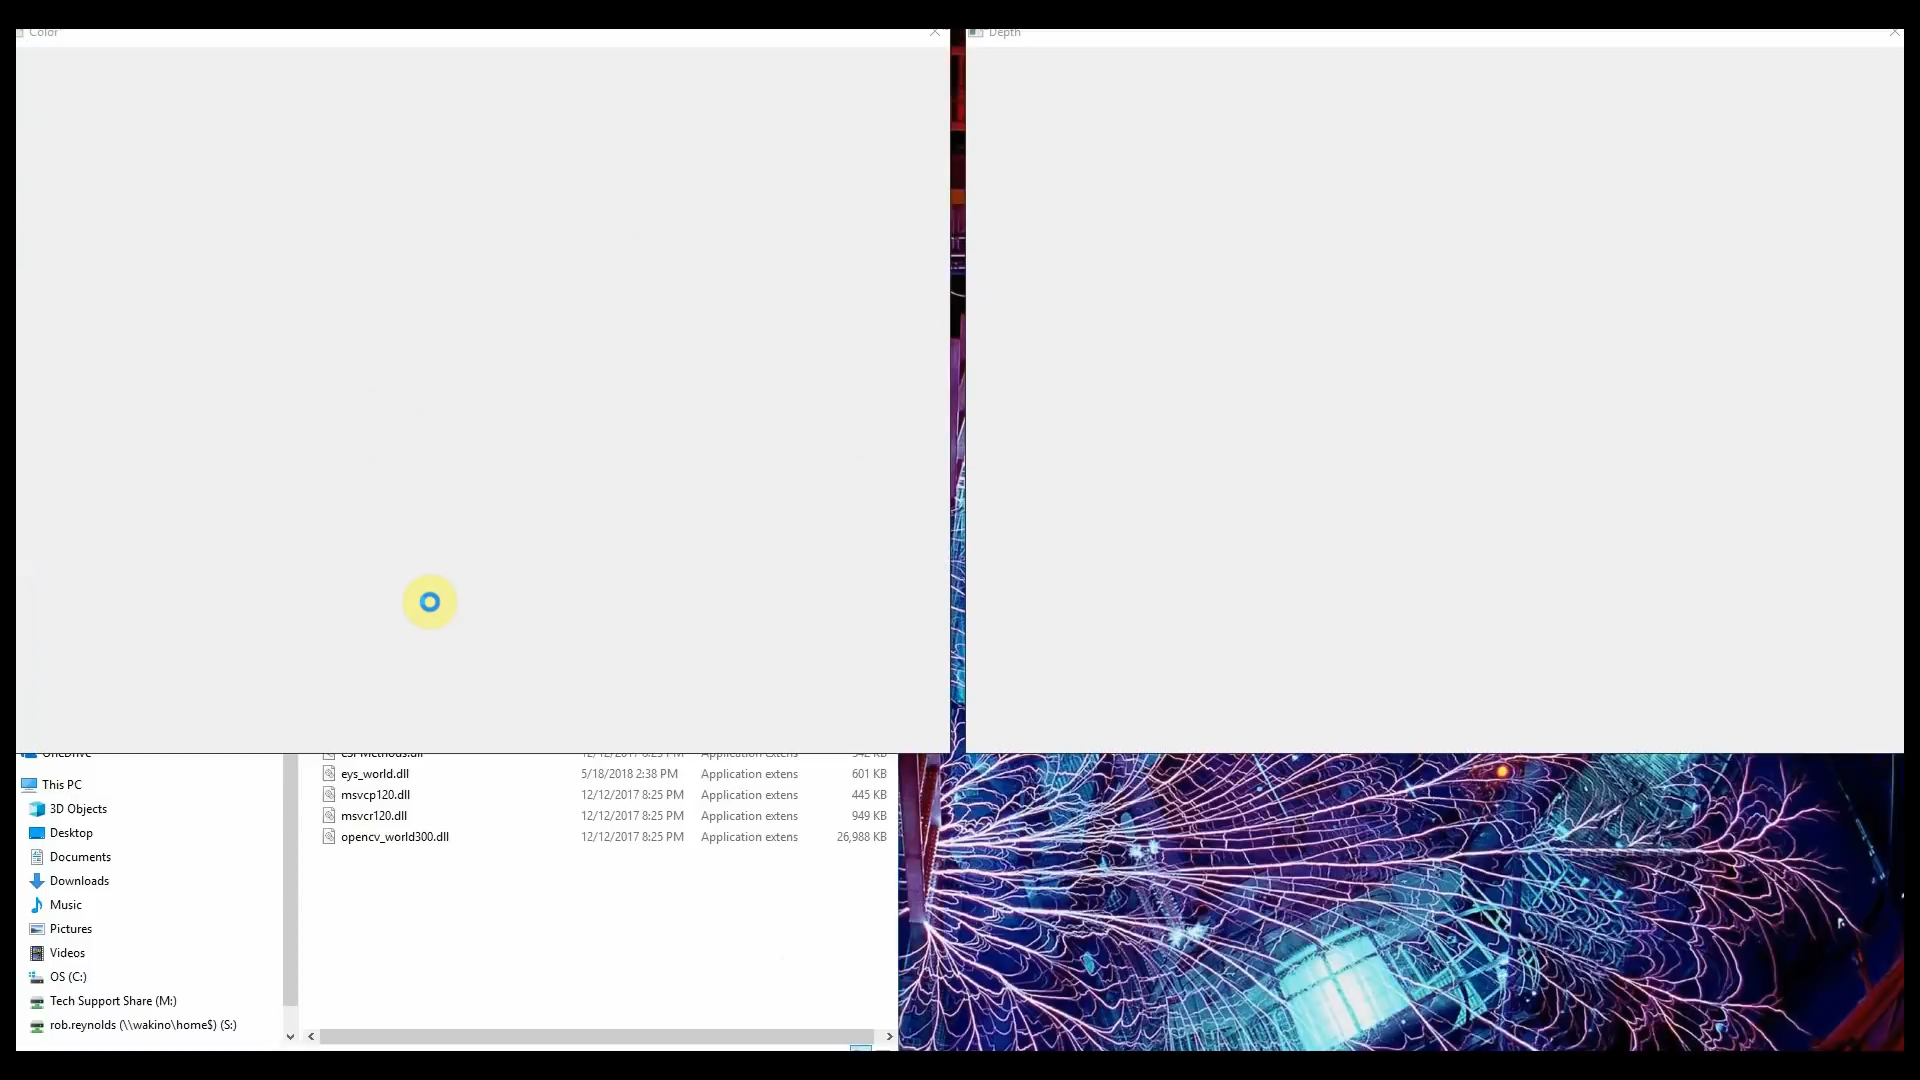 Color
Depth
OneDrive
This PC
3D Objects
Desktop
Documents
Downloads
Music
Pictures
Videos
OS (C:)
Tech Support Share (M:)
rob.reynolds (\\wakino\home$) (S:)
eys_world.dll 5/18/2018 2:38 PM Application extens 601 KB
msvcp120.dll 12/12/2017 8:25 PM Application extens 445 KB
msvcr120.dll 12/12/2017 8:25 PM Application extens 949 KB
opencv_world300.dll 12/12/2017 8:25 PM Application extens 26,988 KB